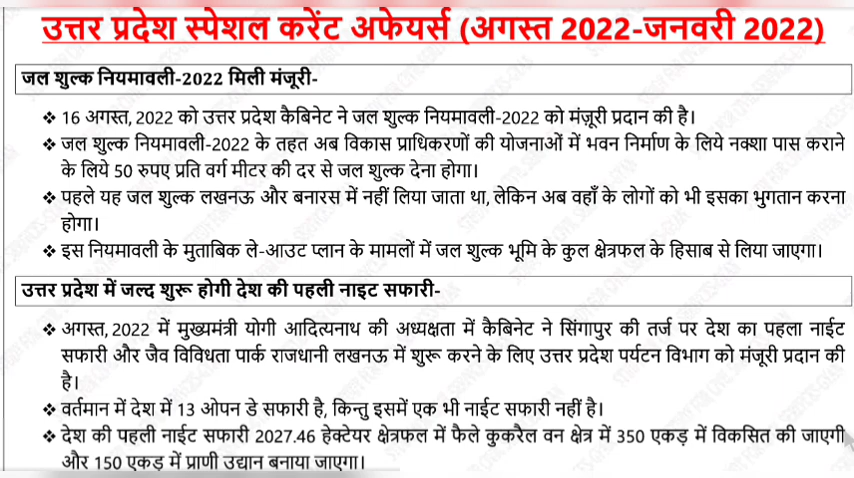 उत्तर प्रदेश स्पेशल करेंट अफेयर्स (अगस्त 2022-जनवरी 2022)
जल शुल्क नियमावली-2022 मिली मंजूरी-
❖ 16 अगस्त, 2022 को उत्तर प्रदेश कैबिनेट ने जल शुल्क नियमावली-2022 को मंज़ूरी प्रदान की है।
❖ जल शुल्क नियमावली-2022 के तहत अब विकास प्राधिकरणों की योजनाओं में भवन निर्माण के लिये नक्शा पास कराने
के लिये 50 रुपए प्रति वर्ग मीटर की दर से जल शुल्क देना होगा।
❖ पहले यह जल शुल्क लखनऊ और बनारस में नहीं लिया जाता था, लेकिन अब वहाँ के लोगों को भी इसका भुगतान करना
होगा।
❖ इस नियमावली के मुताबिक ले-आउट प्लान के मामलों में जल शुल्क भूमि के कुल क्षेत्रफल के हिसाब से लिया जाएगा।
उत्तर प्रदेश में जल्द शुरू होगी देश की पहली नाइट सफारी-
❖ अगस्त, 2022 में मुख्यमंत्री योगी आदित्यनाथ की अध्यक्षता में कैबिनेट ने सिंगापुर की तर्ज पर देश का पहला नाईट
सफारी और जैव विविधता पार्क राजधानी लखनऊ में शुरू करने के लिए उत्तर प्रदेश पर्यटन विभाग को मंजूरी प्रदान की
है।
❖ वर्तमान में देश में 13 ओपन डे सफारी है, किन्तु इसमें एक भी नाईट सफारी नहीं है।
❖ देश की पहली नाईट सफारी 2027.46 हेक्टेयर क्षेत्रफल में फैले कुकरैल वन क्षेत्र में 350 एकड़ में विकसित की जाएगी
और 150 एकड़ में प्राणी उद्यान बनाया जाएगा।